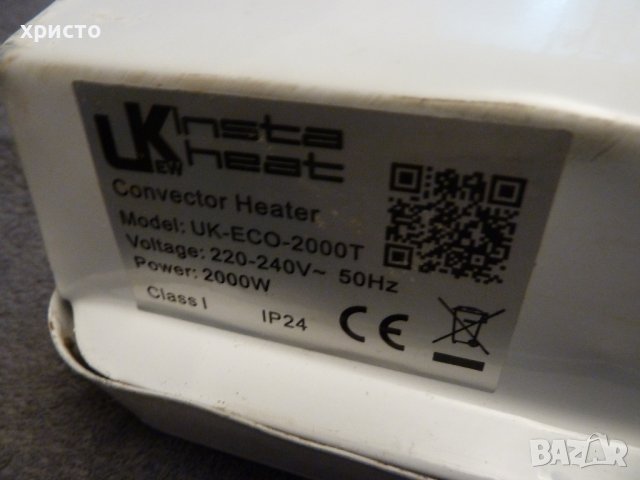 христо
UKEW Insta heat
Convector Heater
Model: UK-ECO-2000T
Voltage: 220-240V~ 50Hz
Power: 2000W
Class I IP24 CE
BAZAR